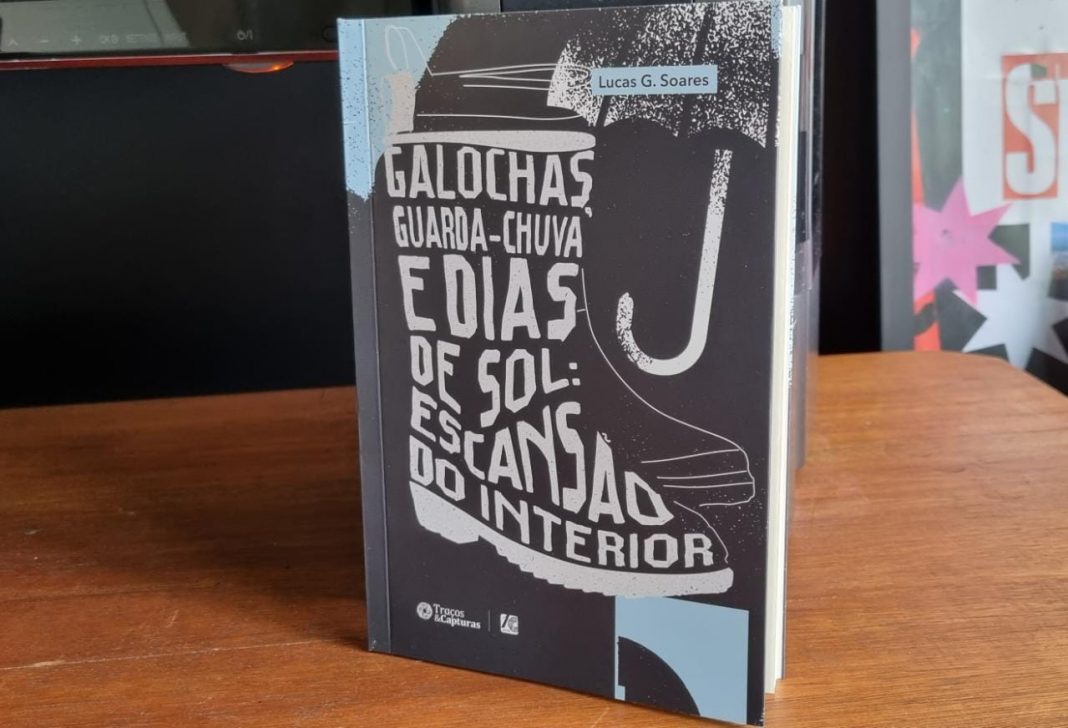 Lucas G. Soares
GALOCHAS,
GUARDA-CHUVA
E DIAS
DE SOL:
ESCANSÃO
DO INTERIOR
Traços
&Capturas